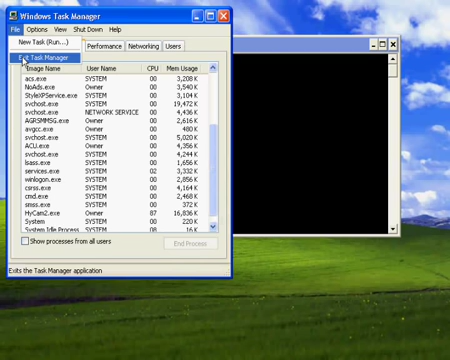 Windows Task Manager
File Options View Shut Down Help
New Task (Run...)
Exit Task Manager
Performance Networking Users
Image Name User Name CPU Mem Usage
acs.exe SYSTEM 00 3,208 K
NoAds.exe Owner 00 3,540 K
StyleXPService.exe SYSTEM 00 3,104 K
svchost.exe SYSTEM 00 19,472 K
svchost.exe NETWORK SERVICE 00 4,436 K
AGRSMMSG.exe Owner 00 2,616 K
avgcc.exe Owner 00 480 K
svchost.exe SYSTEM 00 5,020 K
ACU.exe Owner 00 4,356 K
svchost.exe SYSTEM 00 4,244 K
lsass.exe SYSTEM 00 1,656 K
services.exe SYSTEM 02 3,332 K
winlogon.exe SYSTEM 00 2,856 K
csrss.exe SYSTEM 00 4,164 K
cmd.exe SYSTEM 00 2,468 K
smss.exe SYSTEM 00 372 K
HyCam2.exe Owner 87 16,836 K
System SYSTEM 00 220 K
System Idle Process SYSTEM 08 16 K
Show processes from all users
End Process
Exits the Task Manager application